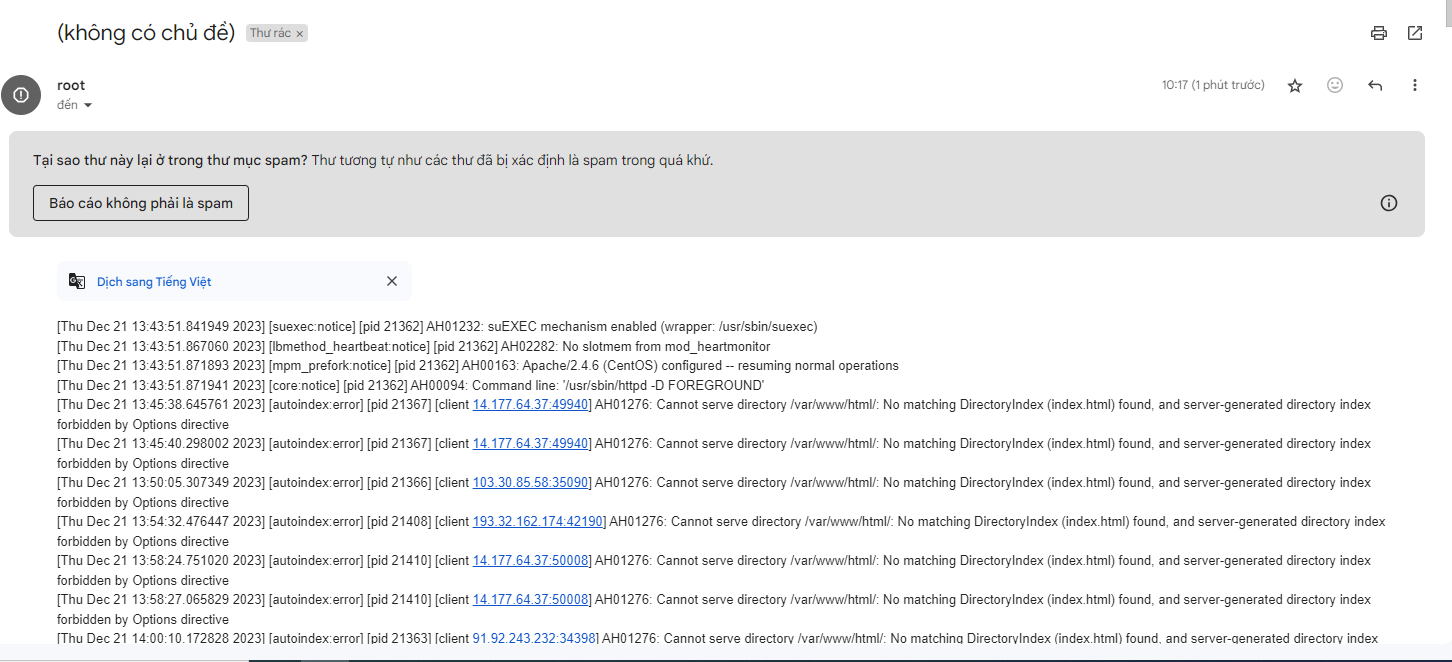 (không có chủ đề) Thư rác ×
root
10:17 (1 phút trước)
đến
Tại sao thư này lại ở trong thư mục spam? Thư tương tự như các thư đã bị xác định là spam trong quá khứ.
Báo cáo không phải là spam
Dịch sang Tiếng Việt
[Thu Dec 21 13:43:51.841949 2023] [suexec:notice] [pid 21362] AH01232: suEXEC mechanism enabled (wrapper: /usr/sbin/suexec)
[Thu Dec 21 13:43:51.867060 2023] [lbmethod_heartbeat:notice] [pid 21362] AH02282: No slotmem from mod_heartmonitor
[Thu Dec 21 13:43:51.871893 2023] [mpm_prefork:notice] [pid 21362] AH00163: Apache/2.4.6 (CentOS) configured -- resuming normal operations
[Thu Dec 21 13:43:51.871941 2023] [core:notice] [pid 21362] AH00094: Command line: '/usr/sbin/httpd -D FOREGROUND'
[Thu Dec 21 13:45:38.645761 2023] [autoindex:error] [pid 21367] [client 14.177.64.37:49940] AH01276: Cannot serve directory /var/www/html/: No matching DirectoryIndex (index.html) found, and server-generated directory index
forbidden by Options directive
[Thu Dec 21 13:45:40.298002 2023] [autoindex:error] [pid 21367] [client 14.177.64.37:49940] AH01276: Cannot serve directory /var/www/html/: No matching DirectoryIndex (index.html) found, and server-generated directory index
forbidden by Options directive
[Thu Dec 21 13:50:05.307349 2023] [autoindex:error] [pid 21366] [client 103.30.85.58:35090] AH01276: Cannot serve directory /var/www/html/: No matching DirectoryIndex (index.html) found, and server-generated directory index
forbidden by Options directive
[Thu Dec 21 13:54:32.476447 2023] [autoindex:error] [pid 21408] [client 193.32.162.174:42190] AH01276: Cannot serve directory /var/www/html/: No matching DirectoryIndex (index.html) found, and server-generated directory index
forbidden by Options directive
[Thu Dec 21 13:58:24.751020 2023] [autoindex:error] [pid 21410] [client 14.177.64.37:50008] AH01276: Cannot serve directory /var/www/html/: No matching DirectoryIndex (index.html) found, and server-generated directory index
forbidden by Options directive
[Thu Dec 21 13:58:27.065829 2023] [autoindex:error] [pid 21410] [client 14.177.64.37:50008] AH01276: Cannot serve directory /var/www/html/: No matching DirectoryIndex (index.html) found, and server-generated directory index
forbidden by Options directive
[Thu Dec 21 14:00:10.172828 2023] [autoindex:error] [pid 21363] [client 91.92.243.232:34398] AH01276: Cannot serve directory /var/www/html/: No matching DirectoryIndex (index.html) found, and server-generated directory index